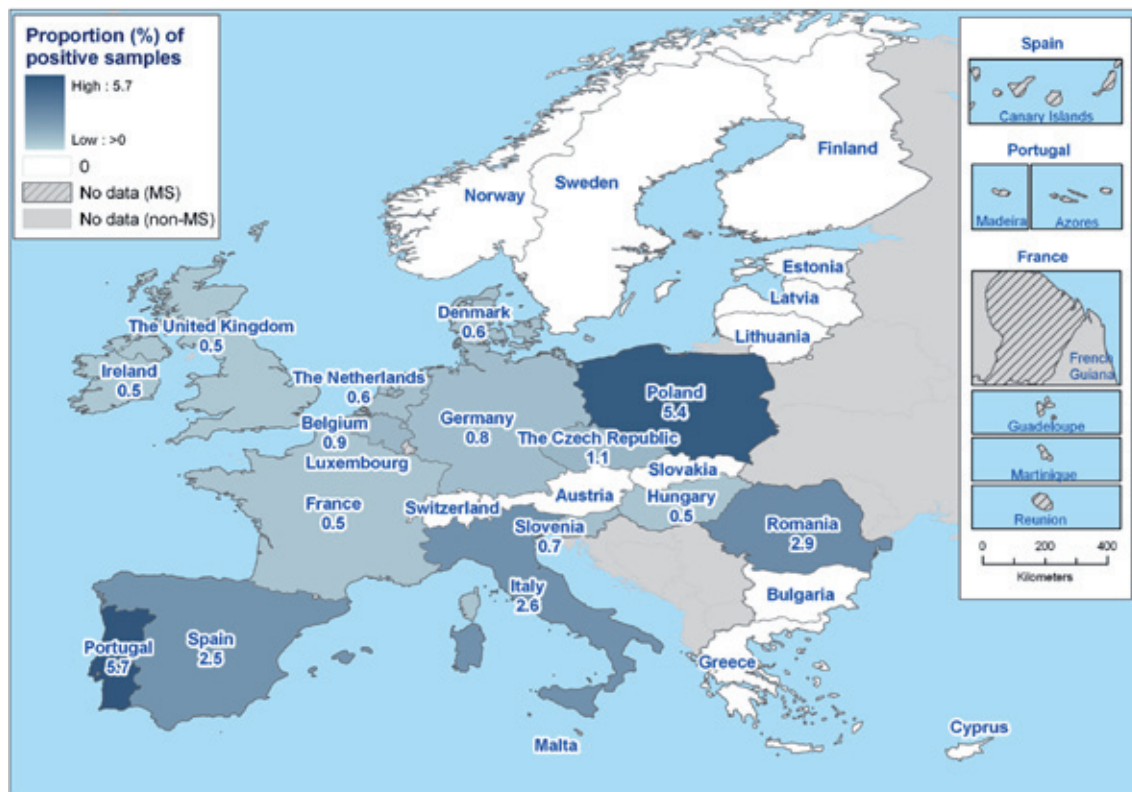 Proportion (%) of
positive samples
High : 5.7
Low : >0
0
No data (MS)
No data (non-MS)
Norway
Sweden
Finland
Estonia
Latvia
Lithuania
Denmark
0.6
The United Kingdom
0.5
Ireland
0.5
The Netherlands
0.6
Belgium
0.9
Luxembourg
Germany
0.8
Poland
5.4
The Czech Republic
1.1
Slovakia
Austria
Hungary
0.5
Switzerland
France
0.5
Slovenia
0.7
Romania
2.9
Italy
2.6
Bulgaria
Portugal
5.7
Spain
2.5
Greece
Malta
Cyprus
Spain
Canary Islands
Portugal
Madeira
Azores
France
French
Guiana
Guadeloupe
Martinique
Reunion
0 200 400
Kilometers